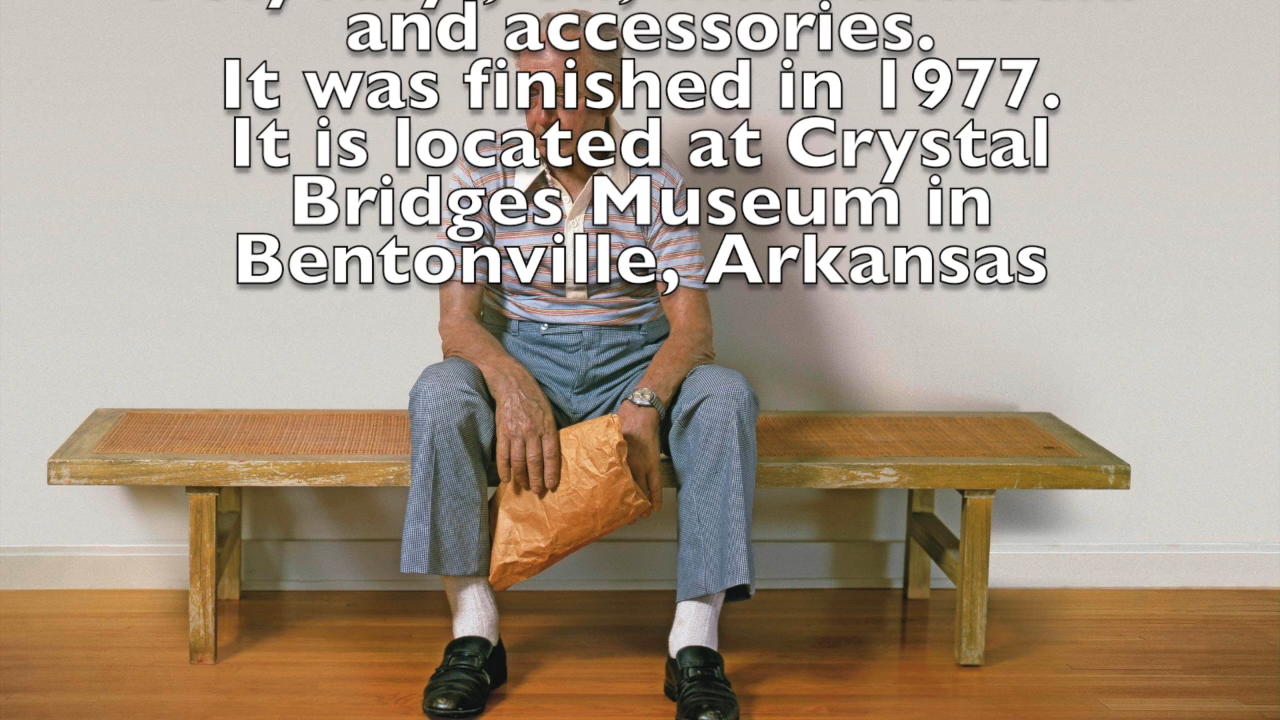 and accessories.
It was finished in 1977.
It is located at Crystal
Bridges Museum in
Bentonville, Arkansas